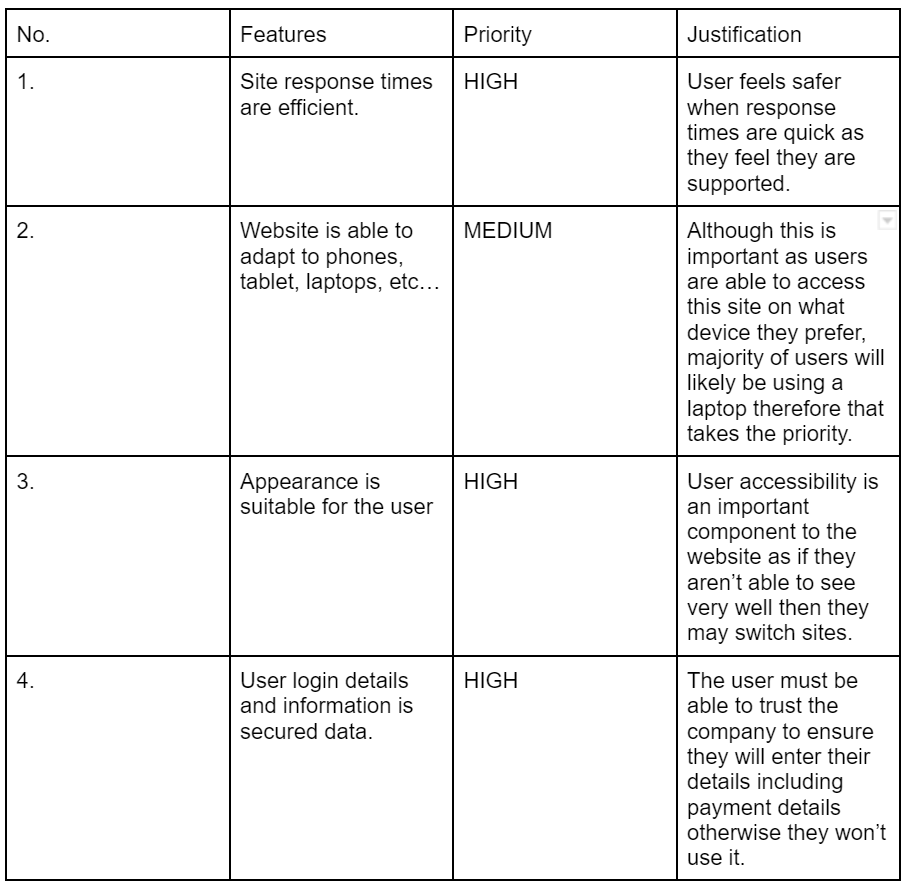 No. Features Priority Justification
1. Site response times HIGH User feels safer
are efficient. when response
times are quick as
they feel they are
supported.
2. Website is able to MEDIUM Although this is
adapt to phones, important as users
tablet, laptops, etc… are able to access
this site on what
device they prefer,
majority of users will
likely be using a
laptop therefore that
takes the priority.
3. Appearance is HIGH User accessibility is
suitable for the user an important
component to the
website as if they
aren’t able to see
very well then they
may switch sites.
4. User login details HIGH The user must be
and information is able to trust the
secured data. company to ensure
they will enter their
details including
payment details
otherwise they won’t
use it.